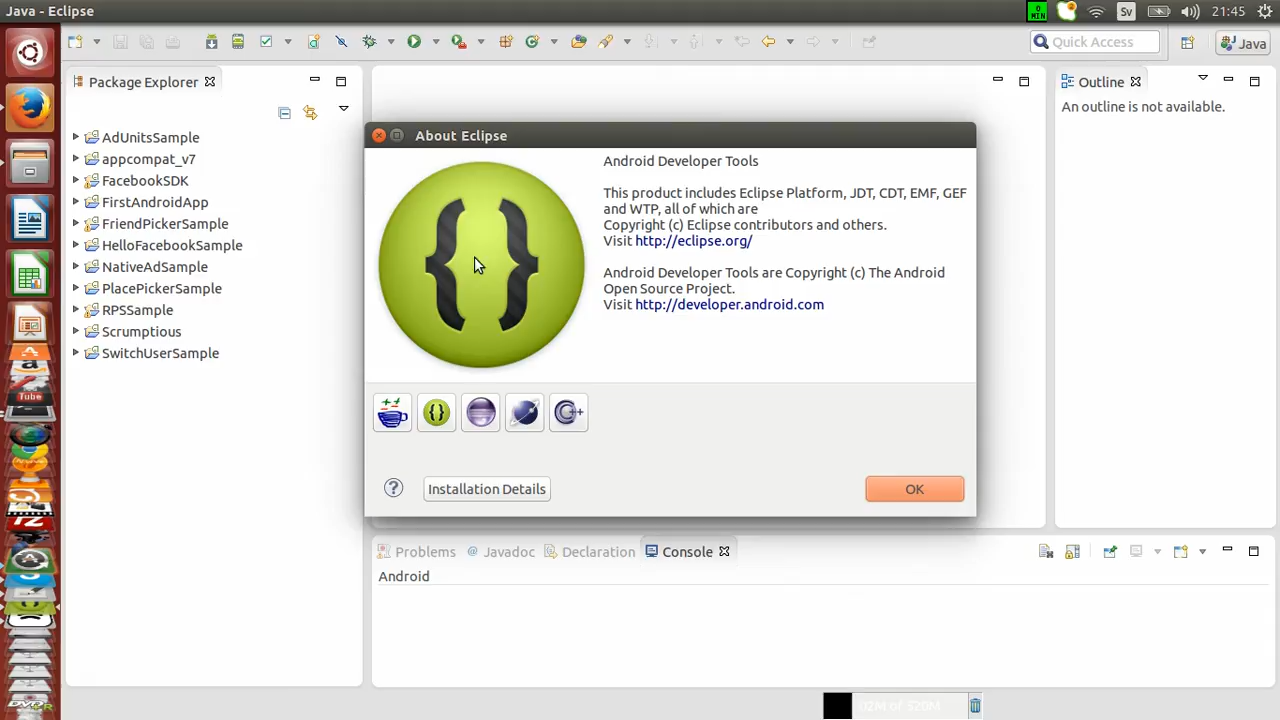 Java - Eclipse
0 MIN
Sv
21:45
Quick Access
Java
Package Explorer
AdUnitsSample
appcompat_v7
FacebookSDK
FirstAndroidApp
FriendPickerSample
HelloFacebookSample
NativeAdSample
PlacePickerSample
RPSSample
Scrumptious
SwitchUserSample
Outline
An outline is not available.
About Eclipse
Android Developer Tools
This product includes Eclipse Platform, JDT, CDT, EMF, GEF
and WTP, all of which are
Copyright (c) Eclipse contributors and others.
Visit http://eclipse.org/
Android Developer Tools are Copyright (c) The Android
Open Source Project.
Visit http://developer.android.com
Installation Details
OK
Problems
Javadoc
Declaration
Console
Android
Tube